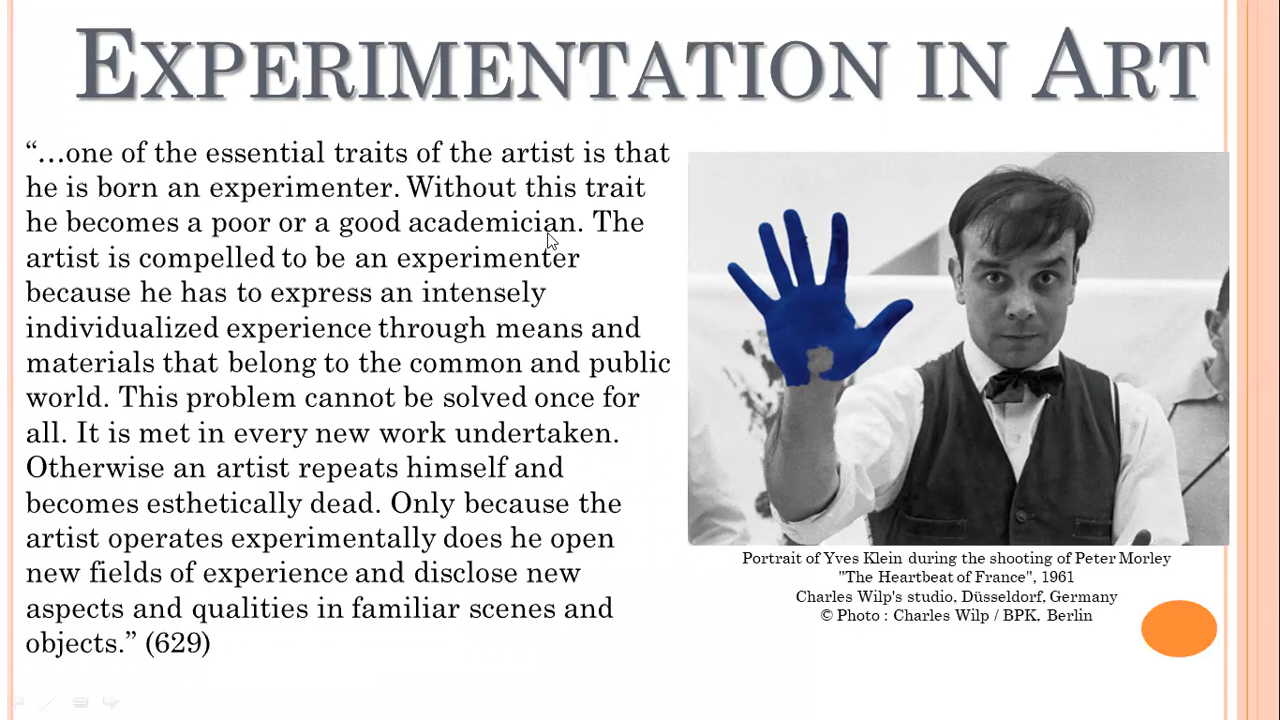 EXPERIMENTATION IN ART
“…one of the essential traits of the artist is that
he is born an experimenter. Without this trait
he becomes a poor or a good academician. The
artist is compelled to be an experimenter
because he has to express an intensely
individualized experience through means and
materials that belong to the common and public
world. This problem cannot be solved once for
all. It is met in every new work undertaken.
Otherwise an artist repeats himself and
becomes esthetically dead. Only because the
artist operates experimentally does he open
new fields of experience and disclose new
aspects and qualities in familiar scenes and
objects.” (629)
Portrait of Yves Klein during the shooting of Peter Morley
"The Heartbeat of France", 1961
Charles Wilp's studio, Düsseldorf, Germany
© Photo : Charles Wilp / BPK, Berlin